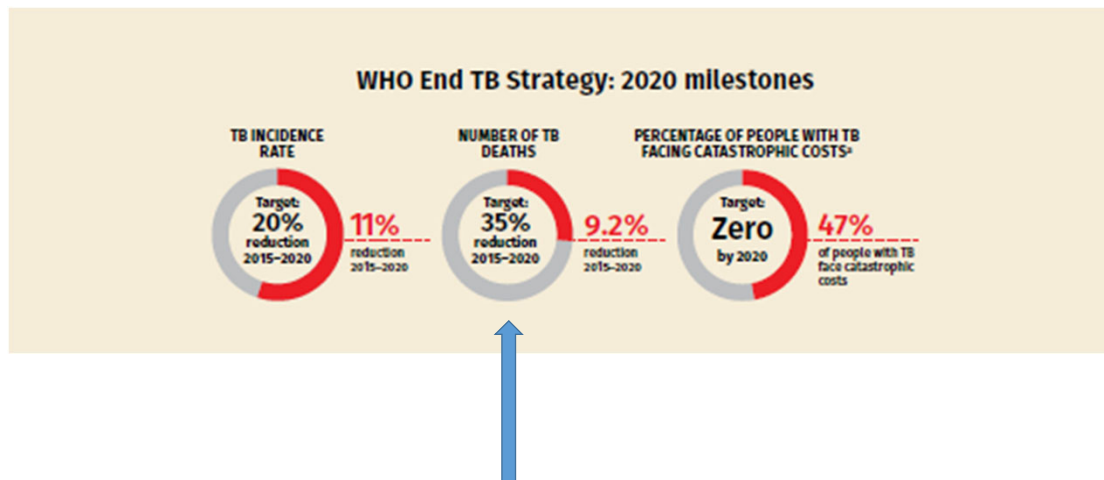 WHO End TB Strategy: 2020 milestones
TB INCIDENCE
RATE
Target:
20%
reduction
2015–2020
11%
reduction
2015–2020
NUMBER OF TB
DEATHS
Target:
35%
reduction
2015–2020
9.2%
reduction
2015–2020
PERCENTAGE OF PEOPLE WITH TB
FACING CATASTROPHIC COSTSª
Target:
Zero
by 2020
47%
of people with TB
face catastrophic
costs